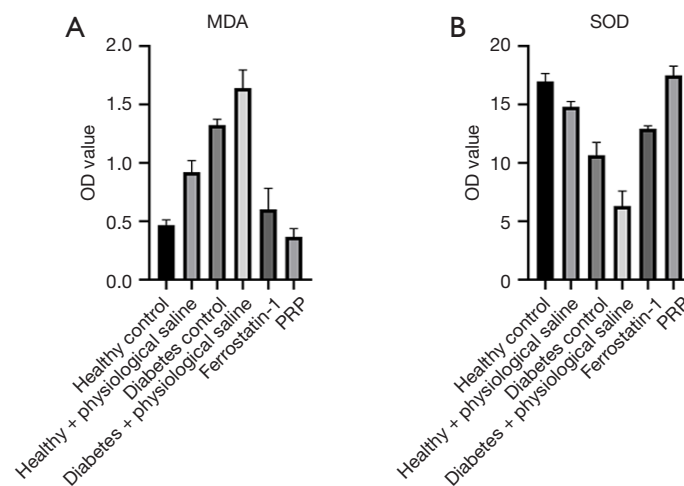 A
MDA
OD value
2.0
1.5
1.0
0.5
0.0
Healthy control
Healthy + physiological saline
Diabetes control
Diabetes + physiological saline
Ferrostatin-1
PRP
B
SOD
OD value
20
15
10
5
0
Healthy control
Healthy + physiological saline
Diabetes control
Diabetes + physiological saline
Ferrostatin-1
PRP